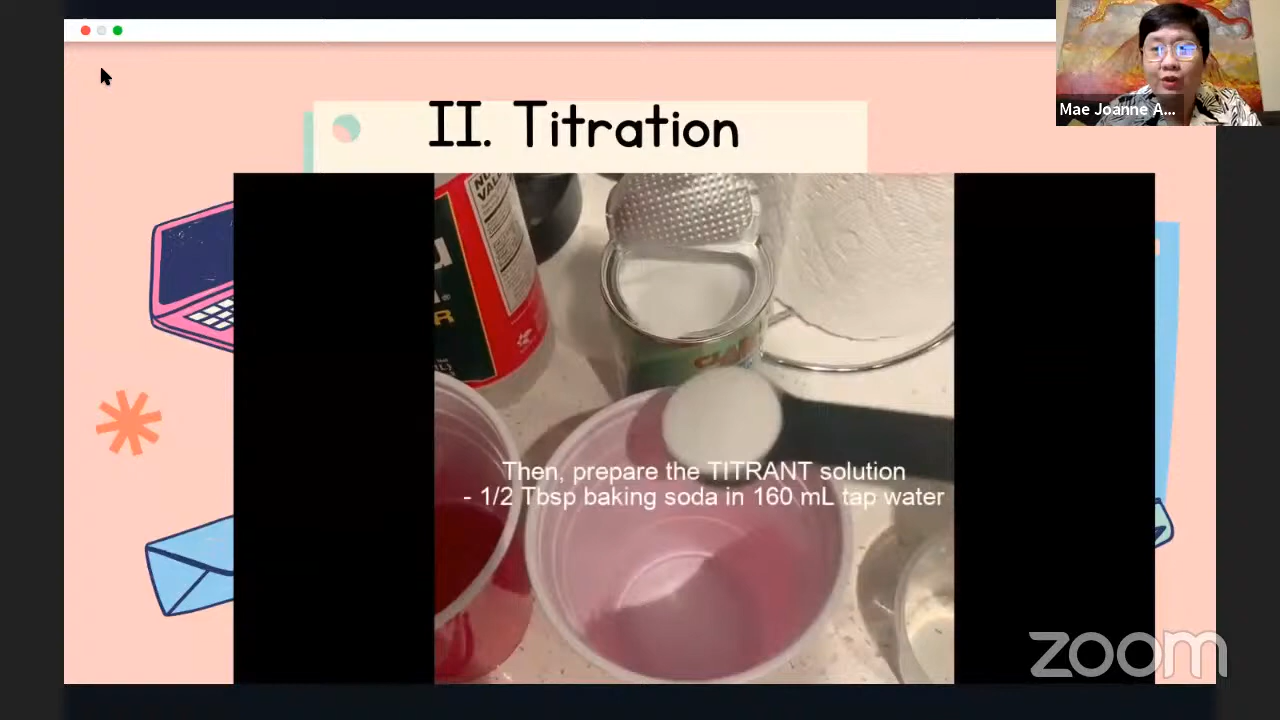 II. Titration
Mae Joanne A...
Then, prepare the TITRANT solution
- 1/2 Tbsp baking soda in 160 mL tap water
zoom